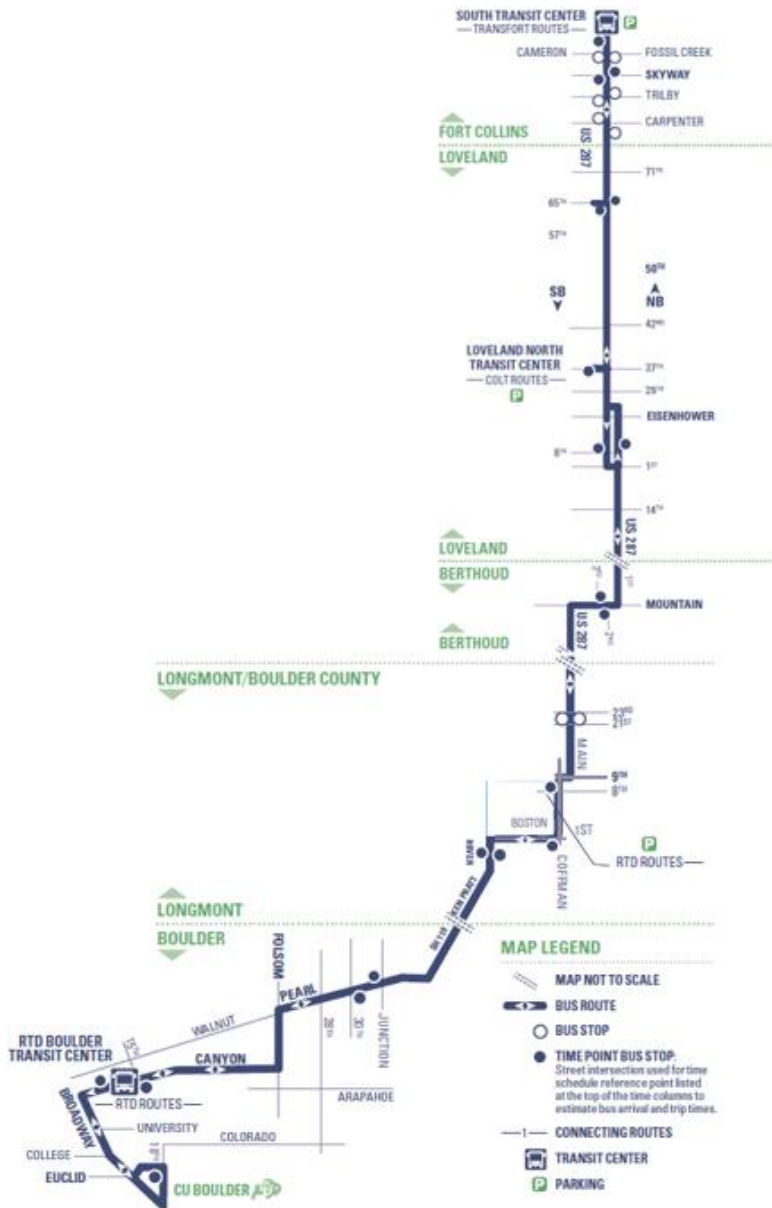 SOUTH TRANSIT CENTER
TRANSFORT ROUTES
P
CAMERON
FOSSIL CREEK
SKYWAY
TRILBY
CARPENTER
FORT COLLINS
US 287
LOVELAND
71TH
65TH
57TH
50TH
SB
NB
42ND
LOVELAND NORTH
TRANSIT CENTER
COLT ROUTES
P
37TH
29TH
EISENHOWER
8TH
1ST
14TH
US 287
LOVELAND
BERTHOUD
1ST
MOUNTAIN
US 287
2ND
BERTHOUD
LONGMONT/BOULDER COUNTY
23RD
21ST
MAIN
9TH
8TH
BOSTON
1ST
P
HOVER
COFFMAN
RTD ROUTES
LONGMONT
BOULDER
FOLSOM
PEARL
WALNUT
28TH
30TH
JUNCTION
RTD BOULDER
TRANSIT CENTER
15TH
CANYON
RTD ROUTES
ARAPAHOE
BROADWAY
UNIVERSITY
COLORADO
COLLEGE
18TH
EUCLID
CU BOULDER
MAP LEGEND
MAP NOT TO SCALE
BUS ROUTE
BUS STOP
TIME POINT BUS STOP:
Street intersection used for time
schedule reference point listed
at the top of the time columns to
estimate bus arrival and trip times.
1 CONNECTING ROUTES
TRANSIT CENTER
P PARKING